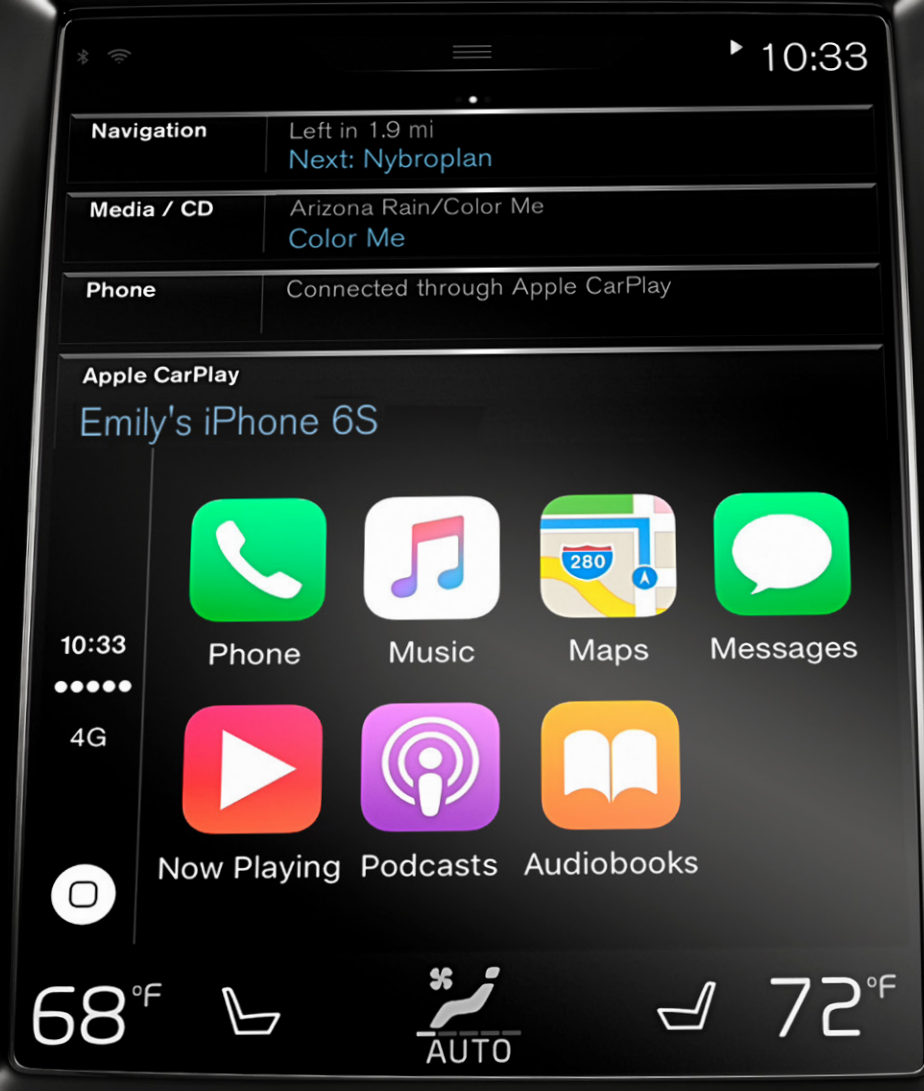 10:33
Navigation
Left in 1.9 mi
Next: Nybroplan
Media / CD
Arizona Rain/Color Me
Color Me
Phone
Connected through Apple CarPlay
Apple CarPlay
Emily's iPhone 6S
280
Phone
Music
Maps
Messages
10:33
4G
Now Playing
Podcasts
Audiobooks
68°F
AUTO
72°F